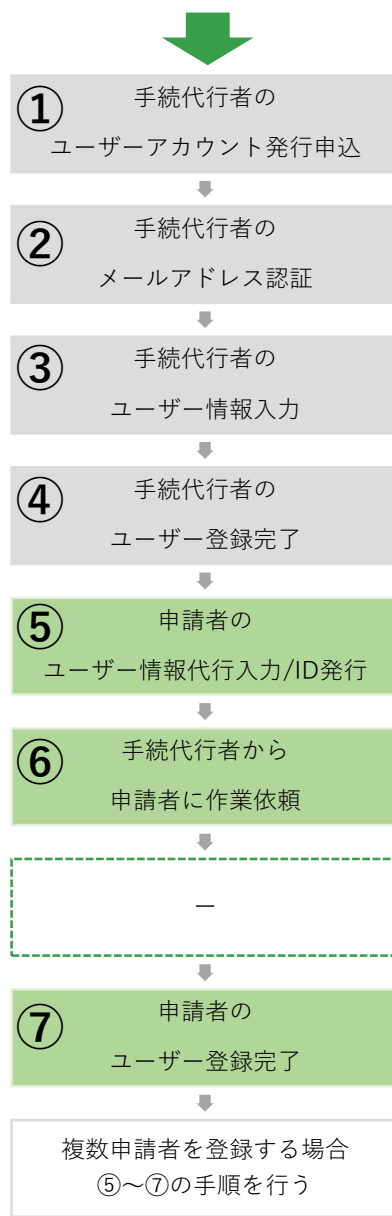 ①
手続代行者の
ユーザーアカウント発行申込
②
手続代行者の
メールアドレス認証
③
手続代行者の
ユーザー情報入力
④
手続代行者の
ユーザー登録完了
⑤
申請者の
ユーザー情報代行入力/ID発行
⑥
手続代行者から
申請者に作業依頼
ー
⑦
申請者の
ユーザー登録完了
複数申請者を登録する場合
⑤～⑦の手順を行う